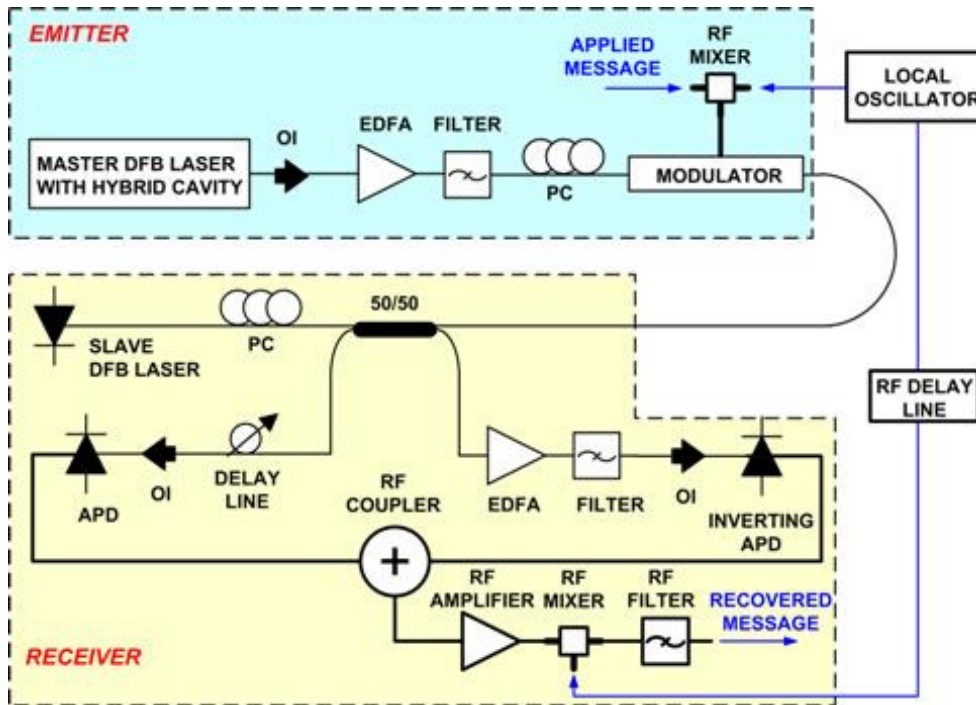 EMITTER
APPLIED
MESSAGE
RF
MIXER
LOCAL
OSCILLATOR
MASTER DFB LASER
WITH HYBRID CAVITY
OI
EDFA
FILTER
PC
MODULATOR
SLAVE
DFB LASER
PC
50/50
RF DELAY
LINE
APD
OI
DELAY
LINE
RF
COUPLER
+
EDFA
FILTER
OI
INVERTING
APD
RF
AMPLIFIER
RF
MIXER
RF
FILTER
RECOVERED
MESSAGE
RECEIVER